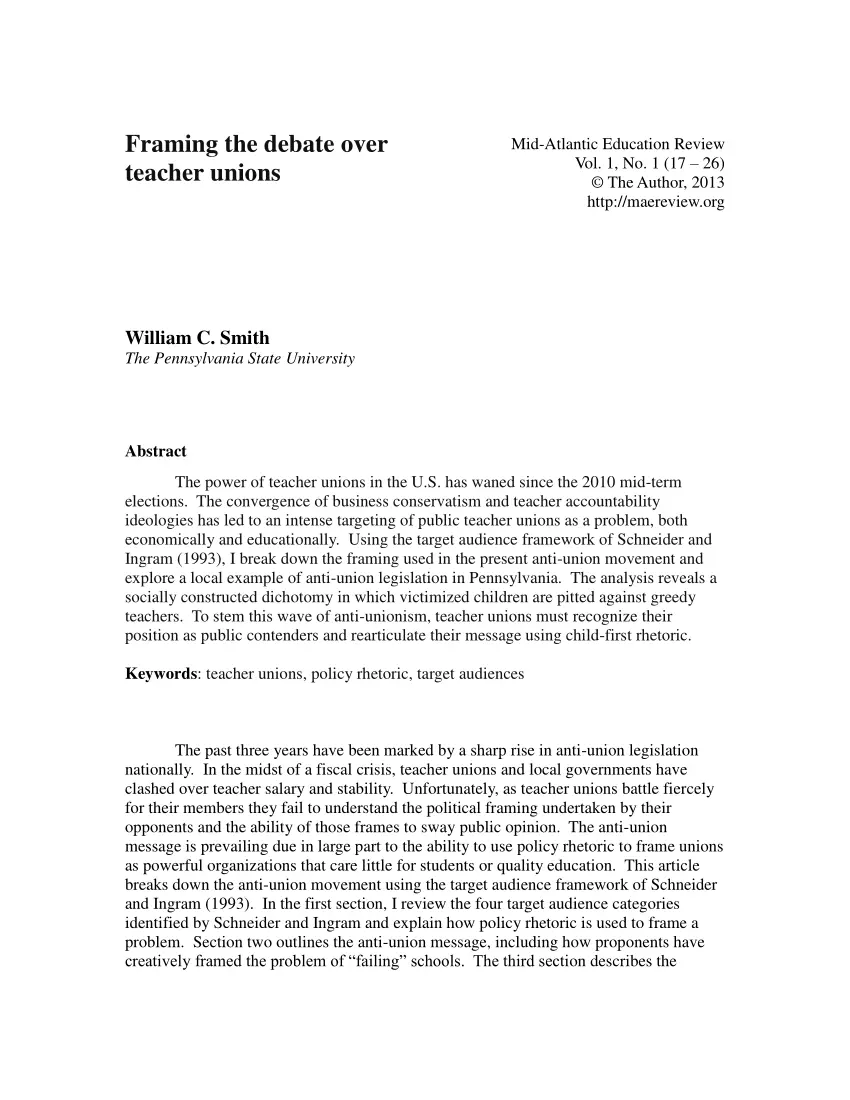 Framing the debate over
teacher unions
Mid-Atlantic Education Review
Vol. 1, No. 1 (17 – 26)
© The Author, 2013
http://maereview.org
William C. Smith
The Pennsylvania State University
Abstract
The power of teacher unions in the U.S. has waned since the 2010 mid-term
elections. The convergence of business conservatism and teacher accountability
ideologies has led to an intense targeting of public teacher unions as a problem, both
economically and educationally. Using the target audience framework of Schneider and
Ingram (1993), I break down the framing used in the present anti-union movement and
explore a local example of anti-union legislation in Pennsylvania. The analysis reveals a
socially constructed dichotomy in which victimized children are pitted against greedy
teachers. To stem this wave of anti-unionism, teacher unions must recognize their
position as public contenders and rearticulate their message using child-first rhetoric.
Keywords: teacher unions, policy rhetoric, target audiences
The past three years have been marked by a sharp rise in anti-union legislation
nationally. In the midst of a fiscal crisis, teacher unions and local governments have
clashed over teacher salary and stability. Unfortunately, as teacher unions battle fiercely
for their members they fail to understand the political framing undertaken by their
opponents and the ability of those frames to sway public opinion. The anti-union
message is prevailing due in large part to the ability to use policy rhetoric to frame unions
as powerful organizations that care little for students or quality education. This article
breaks down the anti-union movement using the target audience framework of Schneider
and Ingram (1993). In the first section, I review the four target audience categories
identified by Schneider and Ingram and explain how policy rhetoric is used to frame a
problem. Section two outlines the anti-union message, including how proponents have
creatively framed the problem of “failing” schools. The third section describes the